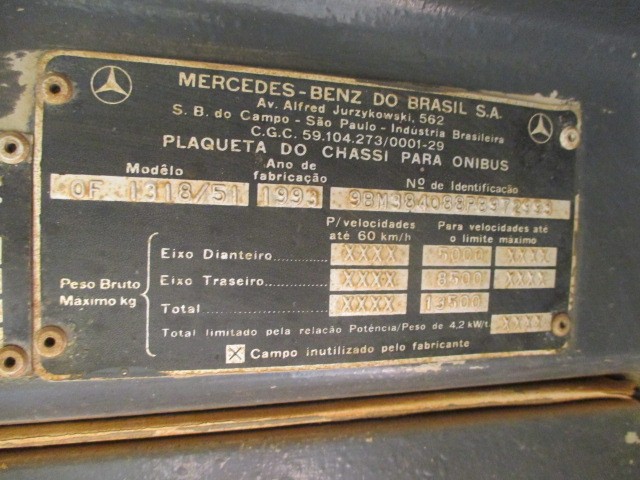 MERCEDES-BENZ DO BRASIL S.A.
Av. Alfred Jurzykowski, 562
S. B. do Campo - São Paulo - Indústria Brasileira
C.G.C. 59.104.273/0001-29
PLAQUETA DO CHASSI PARA ONIBUS
Modêlo Ano de fabricação Nº de Identificação
OF 1318/51 1993
P/velocidades até 60 km/h Para velocidades até o limite máximo
Peso Bruto Máximo kg
Eixo Dianteiro XXXX 5000 XXXX
Eixo Traseiro XXXX 8500 XXXX
Total XXXX 13500
Total limitado pela relação Potência/Peso de 4,2 kW/t. XXXX
X Campo inutilizado pelo fabricante